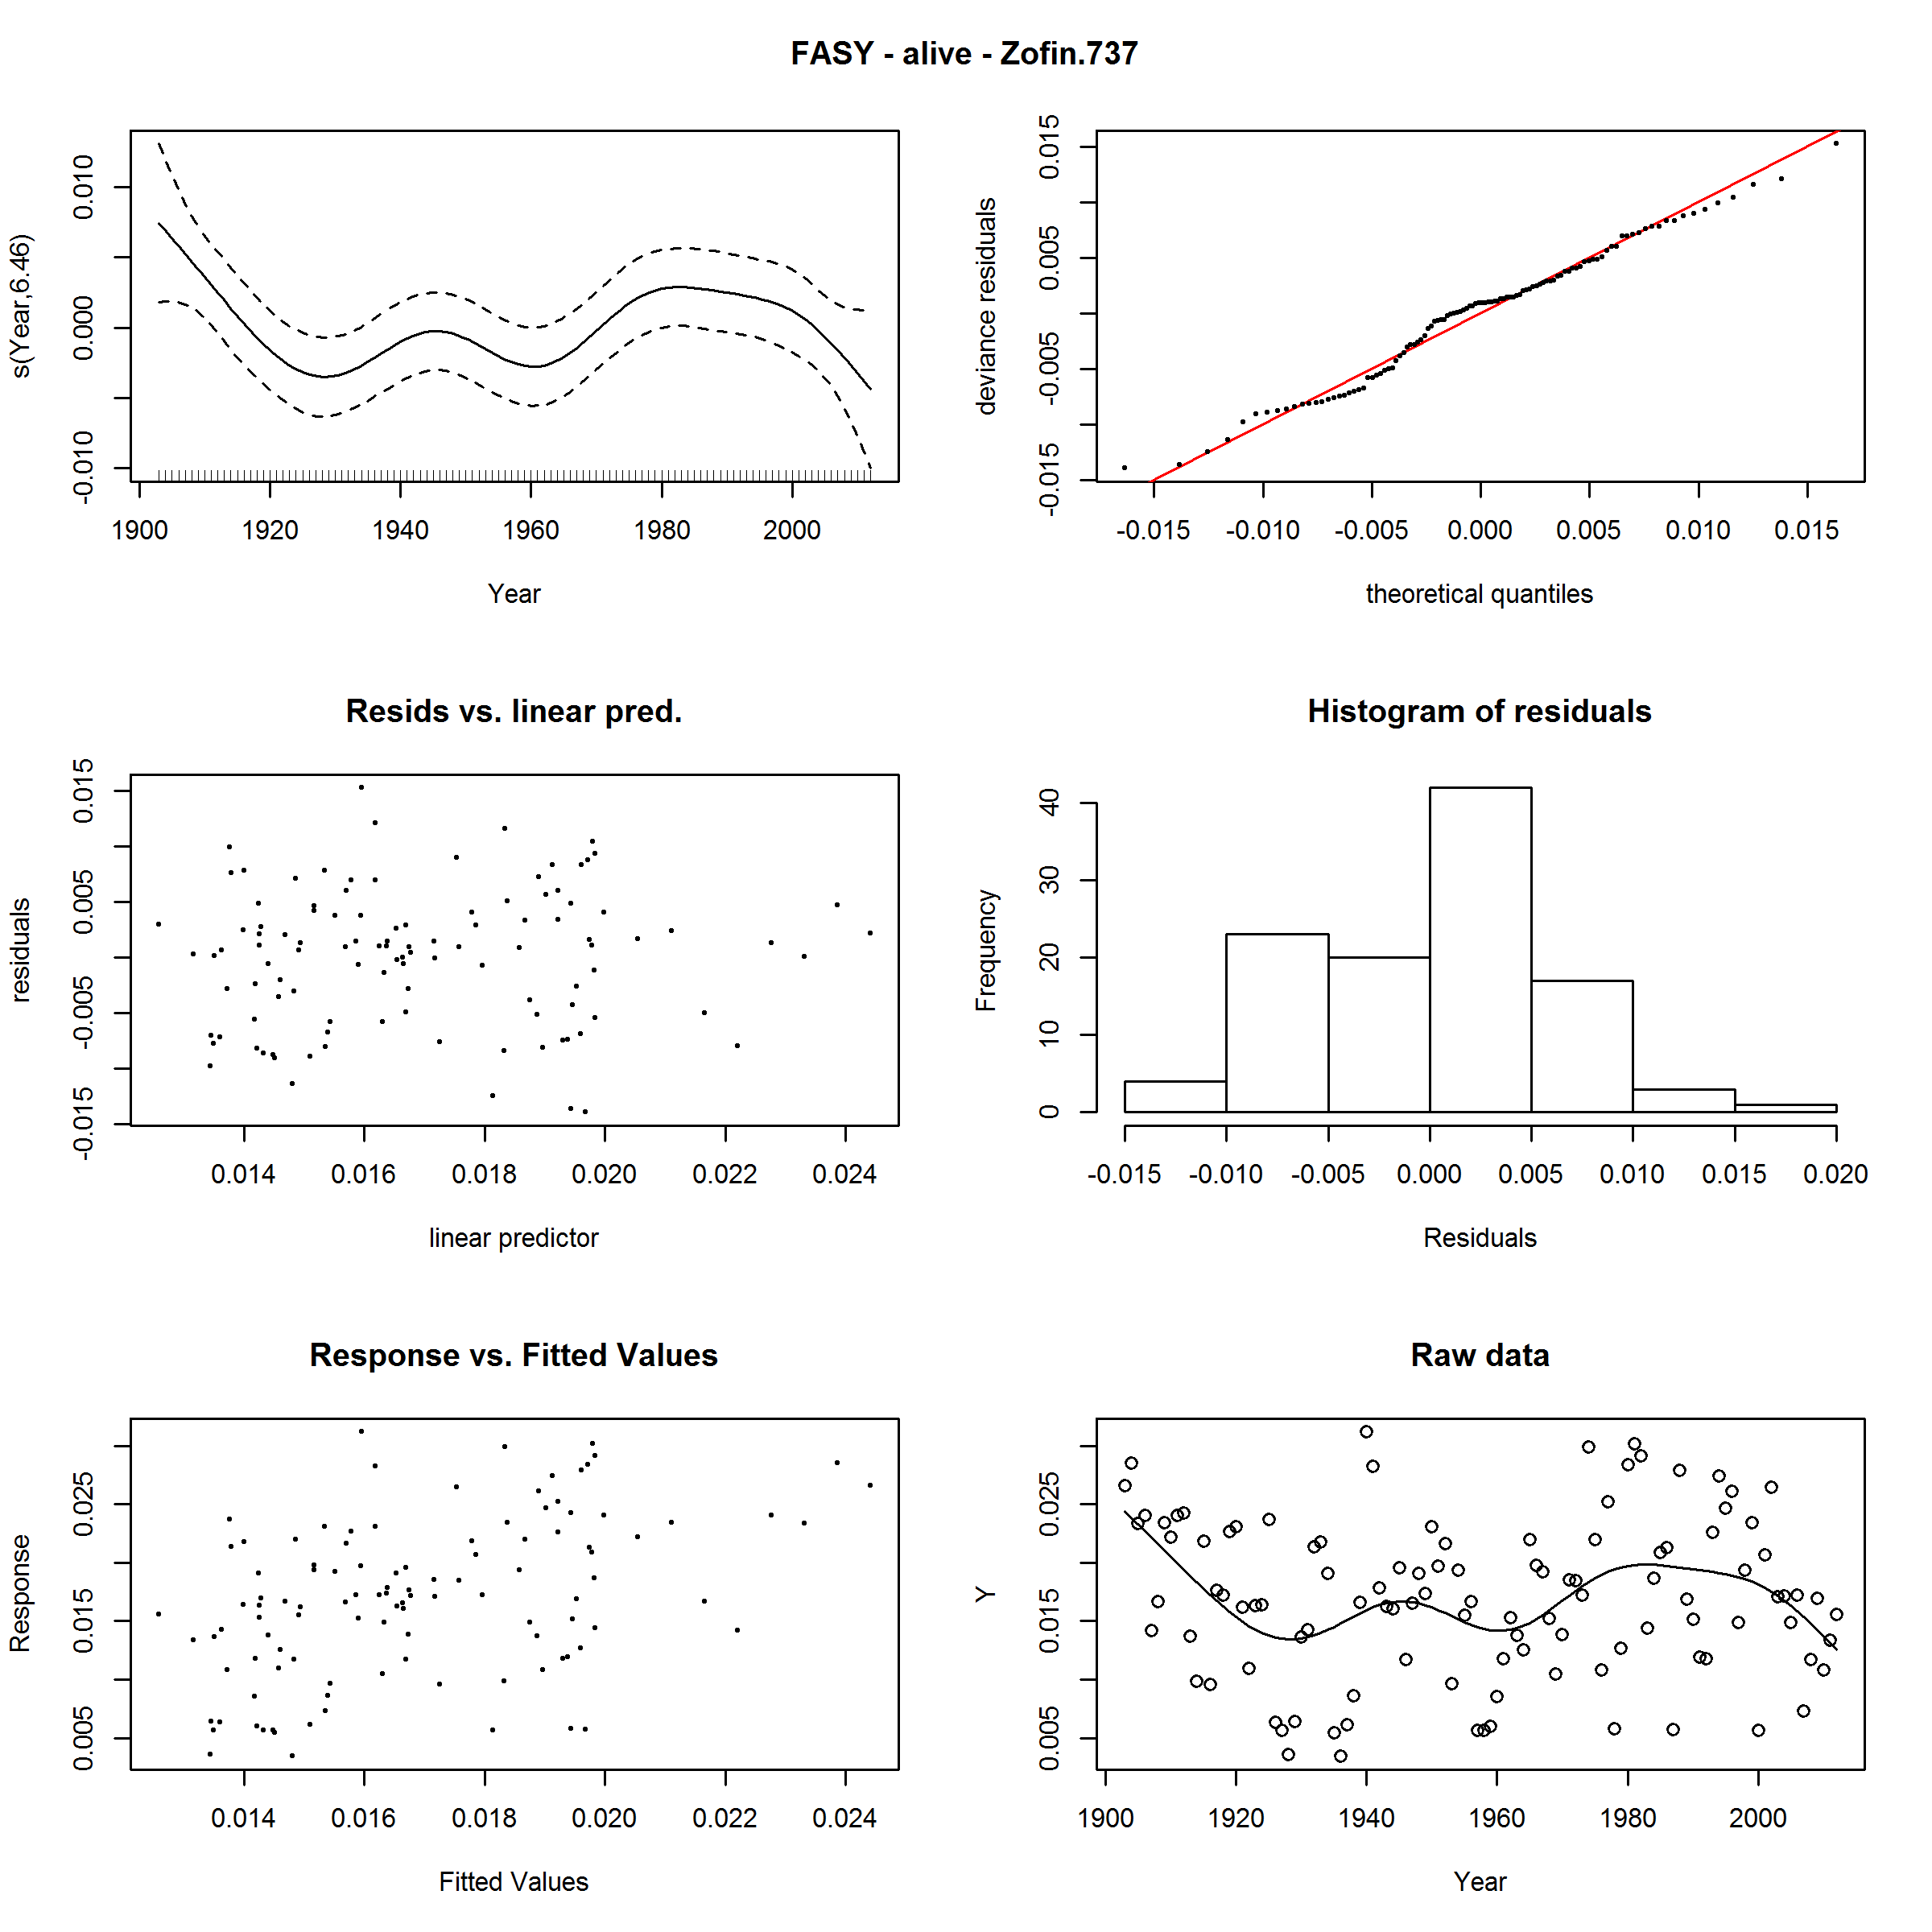 FASY - alive - Zofin.737
s(Year,6.46)
-0.010 0.000 0.010
1900 1920 1940 1960 1980 2000
Year
deviance residuals
-0.015 -0.005 0.005 0.015
-0.015 -0.010 -0.005 0.000 0.005 0.010 0.015
theoretical quantiles
Resids vs. linear pred.
residuals
-0.015 -0.005 0.005 0.015
0.014 0.016 0.018 0.020 0.022 0.024
linear predictor
Histogram of residuals
Frequency
0 10 20 30 40
-0.015 -0.010 -0.005 0.000 0.005 0.010 0.015 0.020
Residuals
Response vs. Fitted Values
Response
0.005 0.015 0.025
0.014 0.016 0.018 0.020 0.022 0.024
Fitted Values
Raw data
Y
0.005 0.015 0.025
1900 1920 1940 1960 1980 2000
Year